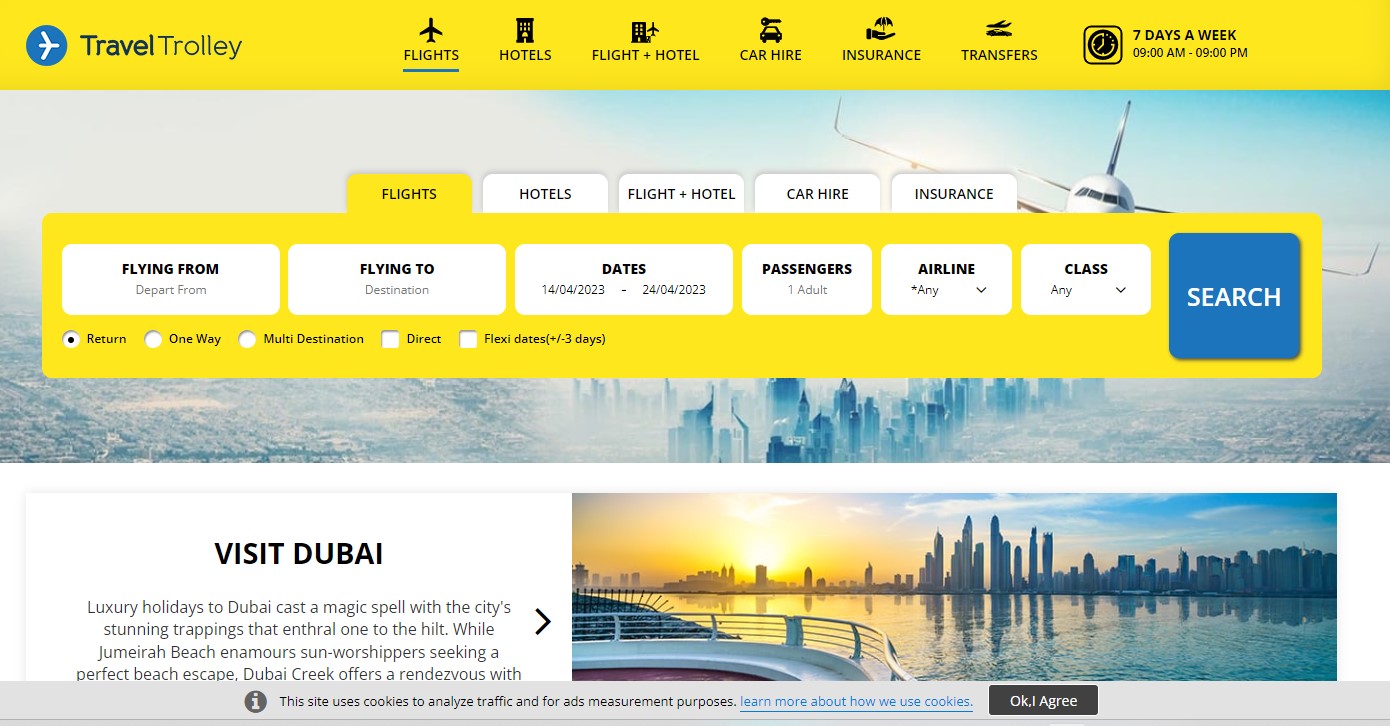 TravelTrolley
FLIGHTS
HOTELS
FLIGHT + HOTEL
CAR HIRE
INSURANCE
TRANSFERS
7 DAYS A WEEK
09:00 AM - 09:00 PM
FLIGHTS
HOTELS
FLIGHT + HOTEL
CAR HIRE
INSURANCE
FLYING FROM
Depart From
FLYING TO
Destination
DATES
14/04/2023 - 24/04/2023
PASSENGERS
1 Adult
AIRLINE
*Any
CLASS
Any
SEARCH
Return
One Way
Multi Destination
Direct
Flexi dates(+/-3 days)
VISIT DUBAI
Luxury holidays to Dubai cast a magic spell with the city's
stunning trappings that enthral one to the hilt. While
Jumeirah Beach enamours sun-worshippers seeking a
perfect beach escape, Dubai Creek offers a rendezvous with
This site uses cookies to analyze traffic and for ads measurement purposes. learn more about how we use cookies.
Ok,I Agree